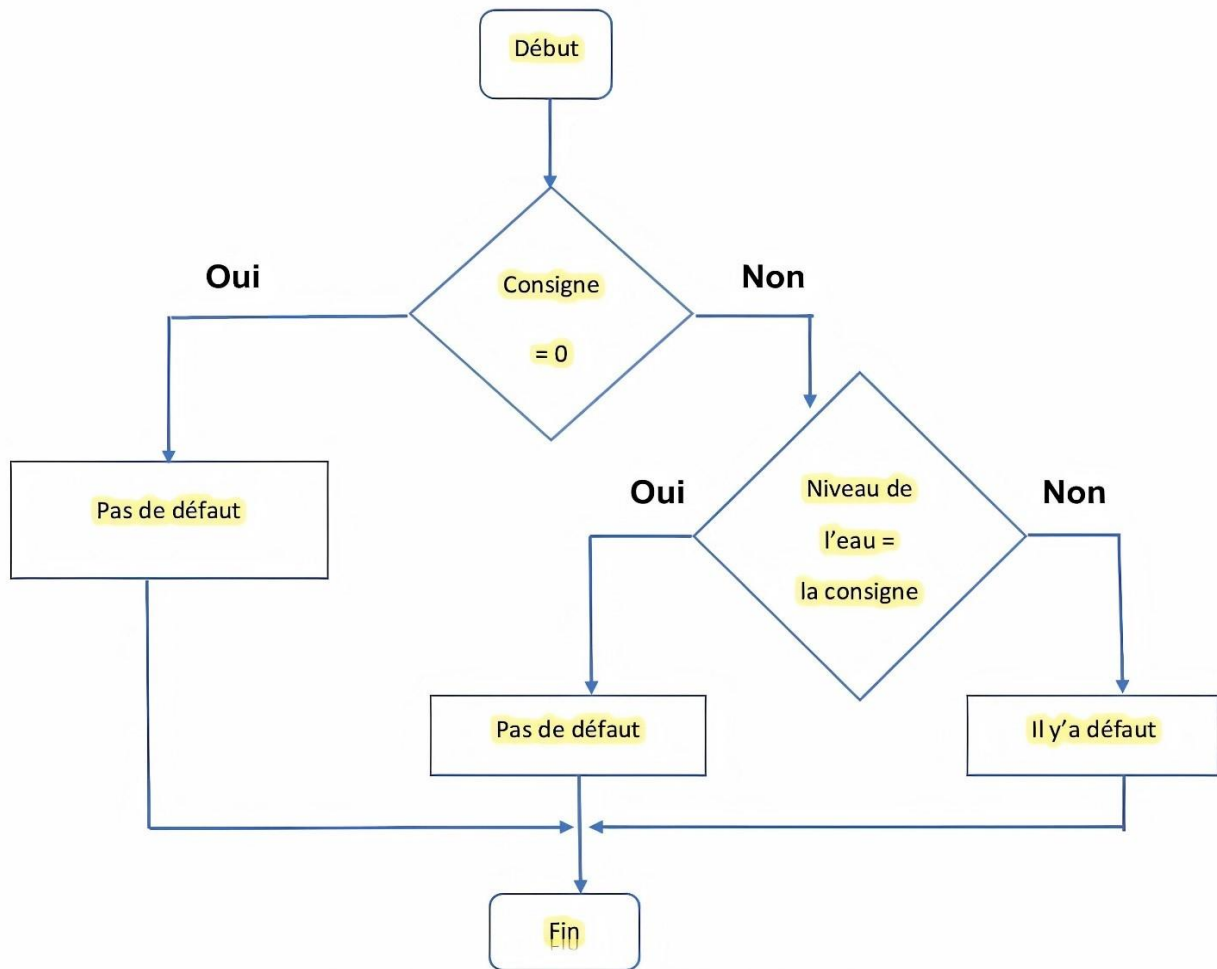 Début
Oui
Consigne
= 0
Non
Pas de défaut
Oui
Niveau de
l'eau =
la consigne
Non
Pas de défaut
Il y'a défaut
Fin